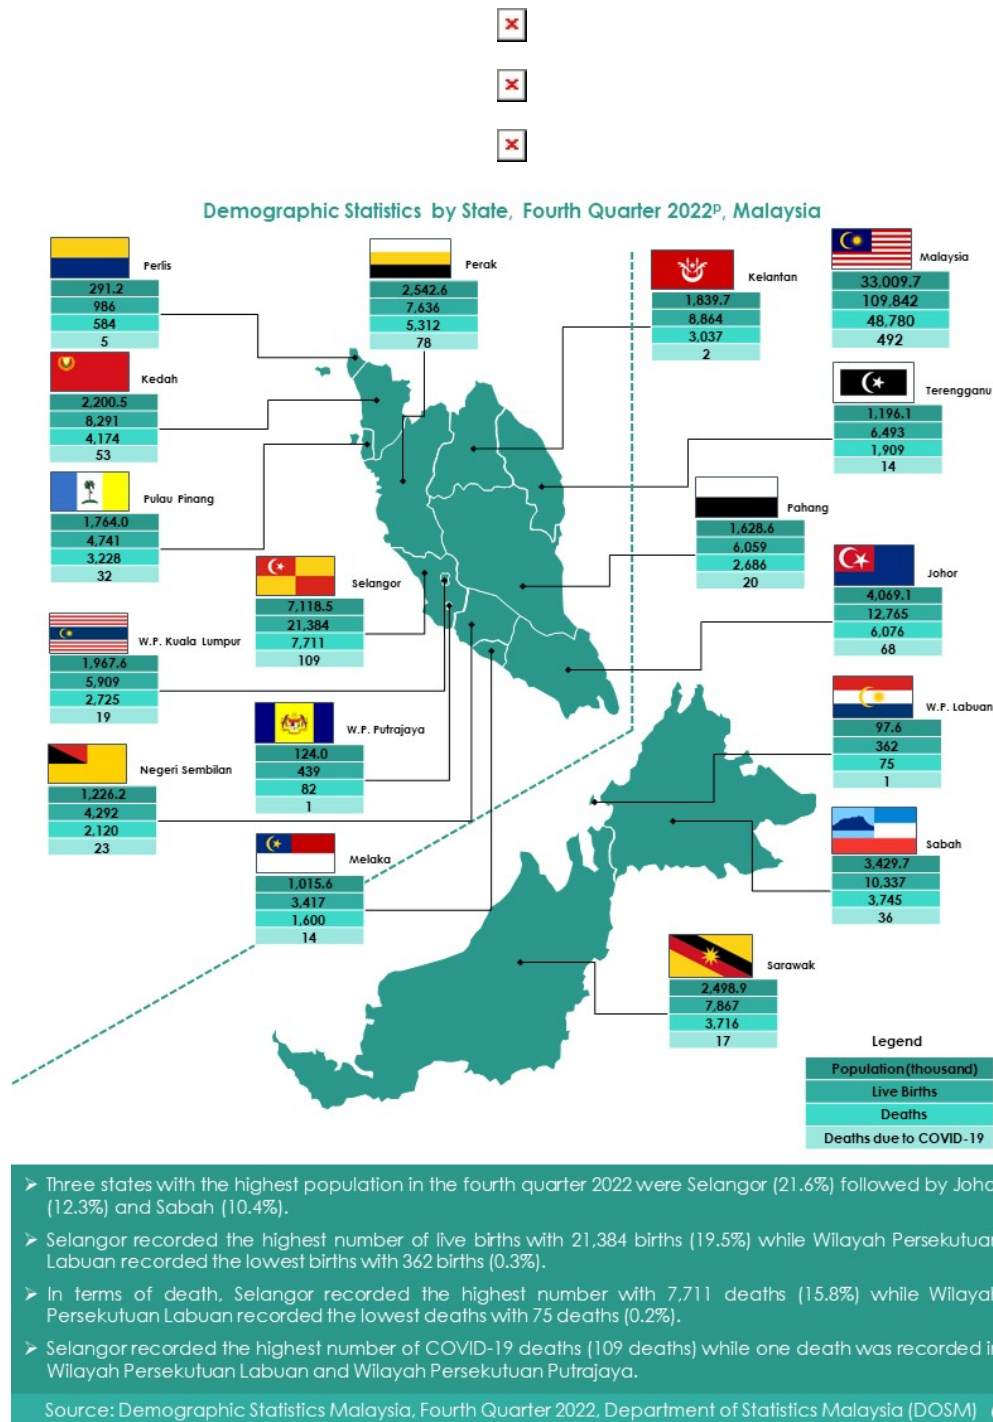 Demographic Statistics by State, Fourth Quarter 2022ᵖ, Malaysia
Perlis
291.2
986
584
5
Perak
2,542.6
7,636
5,312
78
Kelantan
1,839.7
8,864
3,037
2
Malaysia
33,009.7
109,842
48,780
492
Kedah
2,200.5
8,291
4,174
53
Terengganu
1,196.1
6,493
1,909
14
Pulau Pinang
1,764.0
4,741
3,228
32
Pahang
1,628.6
6,059
2,686
20
Selangor
7,118.5
21,384
7,711
109
Johor
4,069.1
12,765
6,076
68
W.P. Kuala Lumpur
1,967.6
5,909
2,725
19
W.P. Putrajaya
124.0
439
82
1
W.P. Labuan
97.6
362
75
1
Negeri Sembilan
1,226.2
4,292
2,120
23
Melaka
1,015.6
3,417
1,600
14
Sabah
3,429.7
10,337
3,745
36
Sarawak
2,498.9
7,867
3,716
17
Legend
Population(thousand)
Live Births
Deaths
Deaths due to COVID-19
➢ Three states with the highest population in the fourth quarter 2022 were Selangor (21.6%) followed by Joho
(12.3%) and Sabah (10.4%).
➢ Selangor recorded the highest number of live births with 21,384 births (19.5%) while Wilayah Persekutuan
Labuan recorded the lowest births with 362 births (0.3%).
➢ In terms of death, Selangor recorded the highest number with 7,711 deaths (15.8%) while Wilayah
Persekutuan Labuan recorded the lowest deaths with 75 deaths (0.2%).
➢ Selangor recorded the highest number of COVID-19 deaths (109 deaths) while one death was recorded in
Wilayah Persekutuan Labuan and Wilayah Persekutuan Putrajaya.
Source: Demographic Statistics Malaysia, Fourth Quarter 2022, Department of Statistics Malaysia (DOSM)